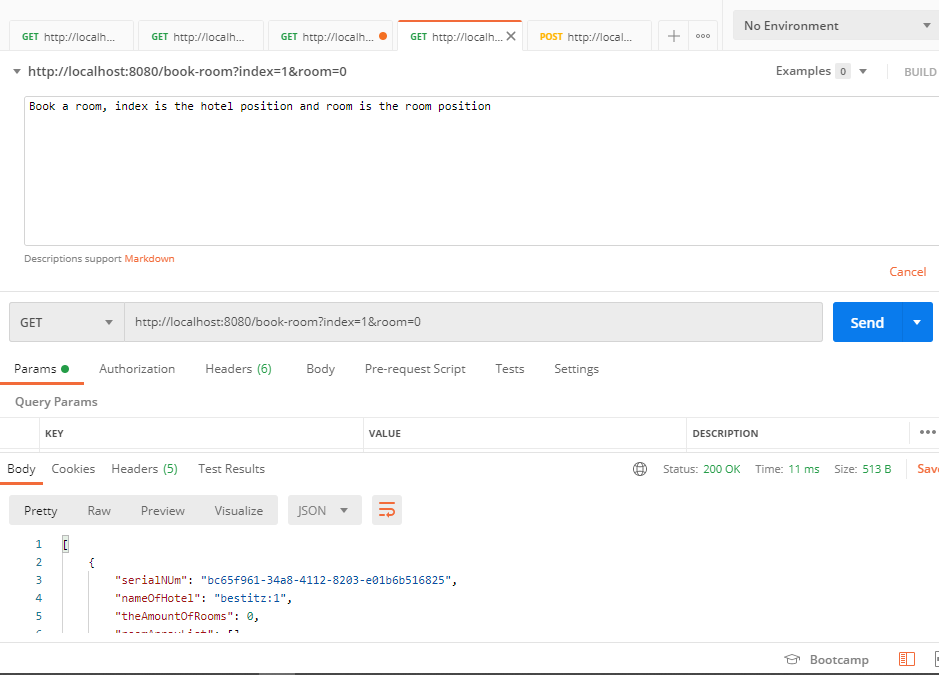 GET http://localh... GET http://localh... GET http://localh... GET http://localh... POST http://local... No Environment
http://localhost:8080/book-room?index=1&room=0 Examples 0 BUILD
Book a room, index is the hotel position and room is the room position
Descriptions support Markdown
Cancel
GET http://localhost:8080/book-room?index=1&room=0 Send
Params Authorization Headers (6) Body Pre-request Script Tests Settings
Query Params
KEY VALUE DESCRIPTION
Body Cookies Headers (5) Test Results Status: 200 OK Time: 11 ms Size: 513 B Save
Pretty Raw Preview Visualize JSON
1 [
2 {
3 "serialNUm": "bc65f961-34a8-4112-8203-e01b6b516825",
4 "nameOfHotel": "bestitz:1",
5 "theAmountOfRooms": 0,
Bootcamp